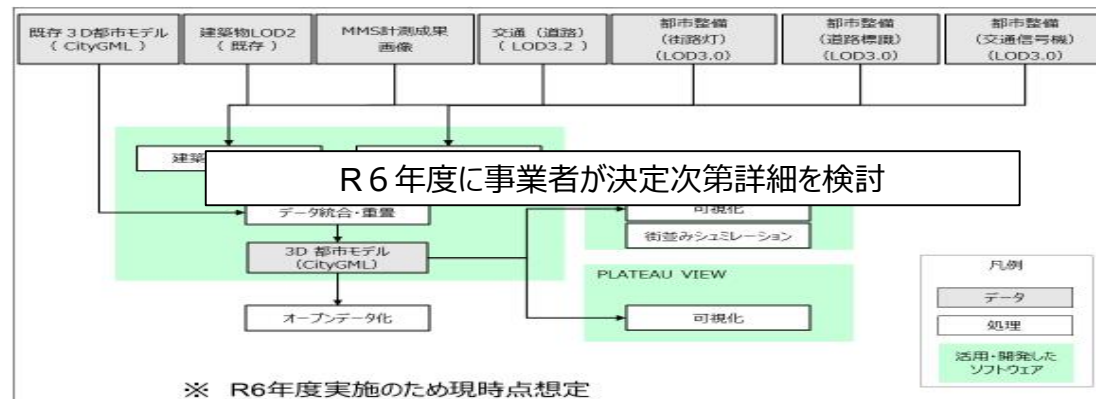 既存３D都市モデル
（CityGML）
建築物LOD2
（既存）
MMS計測成果
画像
交通（道路）
（LOD3.2）
都市整備
(街路灯)
(LOD3.0)
都市整備
(道路標識)
(LOD3.0)
都市整備
(交通信号機)
(LOD3.0)
建築
R６年度に事業者が決定次第詳細を検討
データ統合・重畳
可視化
街並みシュミレーション
3D 都市モデル
(CityGML)
PLATEAU VIEW
オープンデータ化
可視化
凡例
データ
処理
活用・開発した
ソフトウェア
※ R6年度実施のため現時点想定